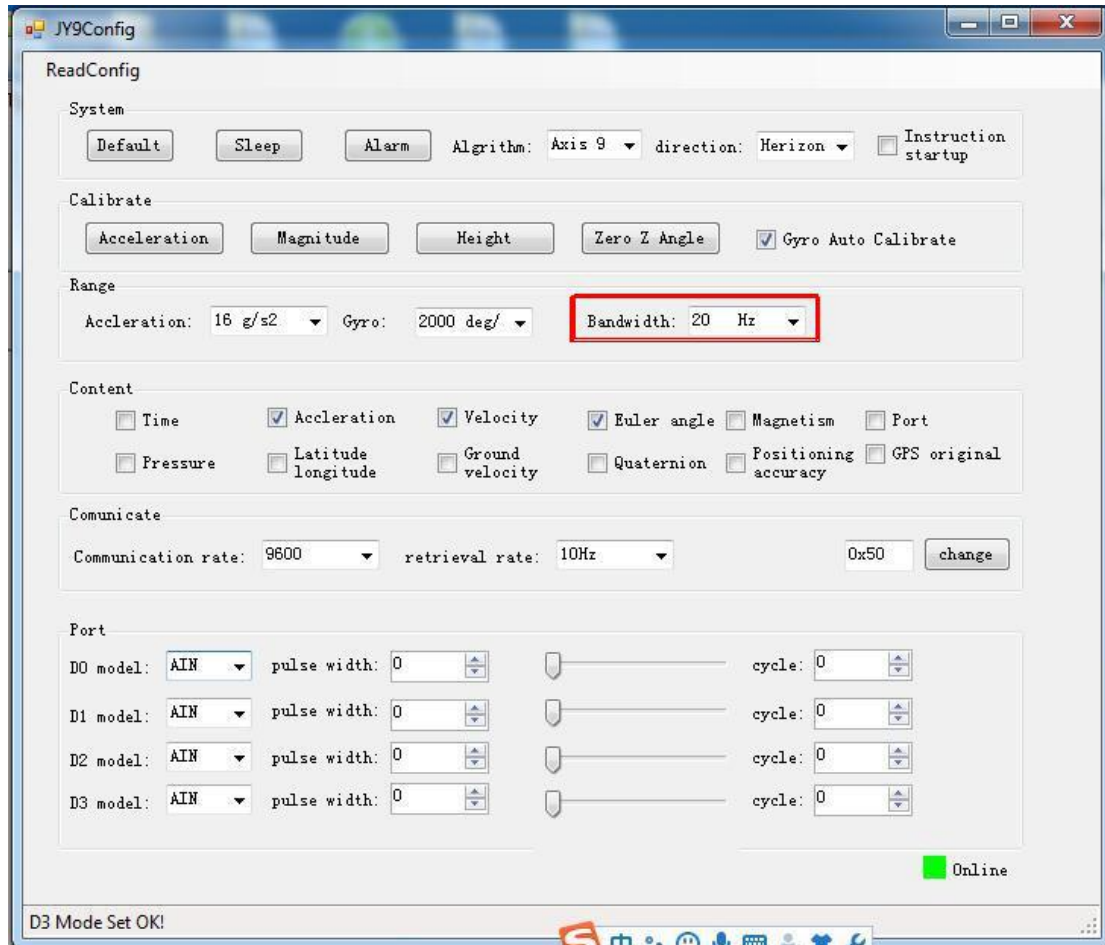 JY9Config
ReadConfig
System
Default Sleep Alarm Algrithm: Axis 9 direction: Herizon Instruction startup
Calibrate
Acceleration Magnitude Height Zero Z Angle Gyro Auto Calibrate
Range
Accleration: 16 g/s2 Gyro: 2000 deg/ Bandwidth: 20 Hz
Content
Time Accleration Velocity Euler angle Magnetism Port
Pressure Latitude longitude Ground velocity Quaternion Positioning accuracy GPS original
Comunicate
Communication rate: 9600 retrieval rate: 10Hz 0x50 change
Port
D0 model: AIN pulse width: 0 cycle: 0
D1 model: AIN pulse width: 0 cycle: 0
D2 model: AIN pulse width: 0 cycle: 0
D3 model: AIN pulse width: 0 cycle: 0
Online
D3 Mode Set OK!
中